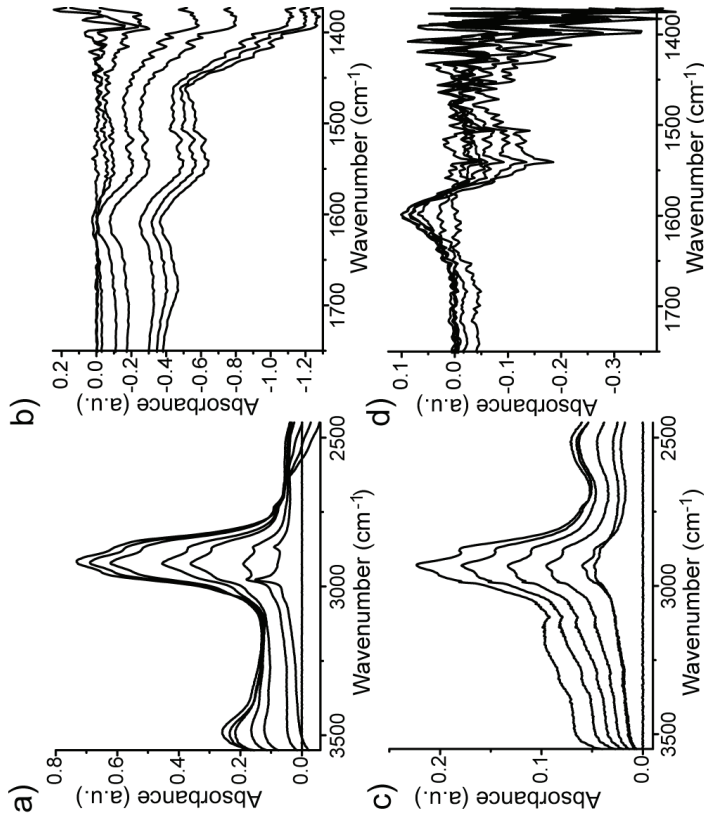 a)
Absorbance (a.u.)
0.8
0.6
0.4
0.2
0.0
3500 3000 2500
Wavenumber (cm⁻¹)
b)
Absorbance (a.u.)
0.2
0.0
-0.2
-0.4
-0.6
-0.8
-1.0
-1.2
1700 1600 1500 1400
Wavenumber (cm⁻¹)
c)
Absorbance (a.u.)
0.2
0.1
0.0
3500 3000 2500
Wavenumber (cm⁻¹)
d)
Absorbance (a.u.)
0.1
0.0
-0.1
-0.2
-0.3
1700 1600 1500 1400
Wavenumber (cm⁻¹)